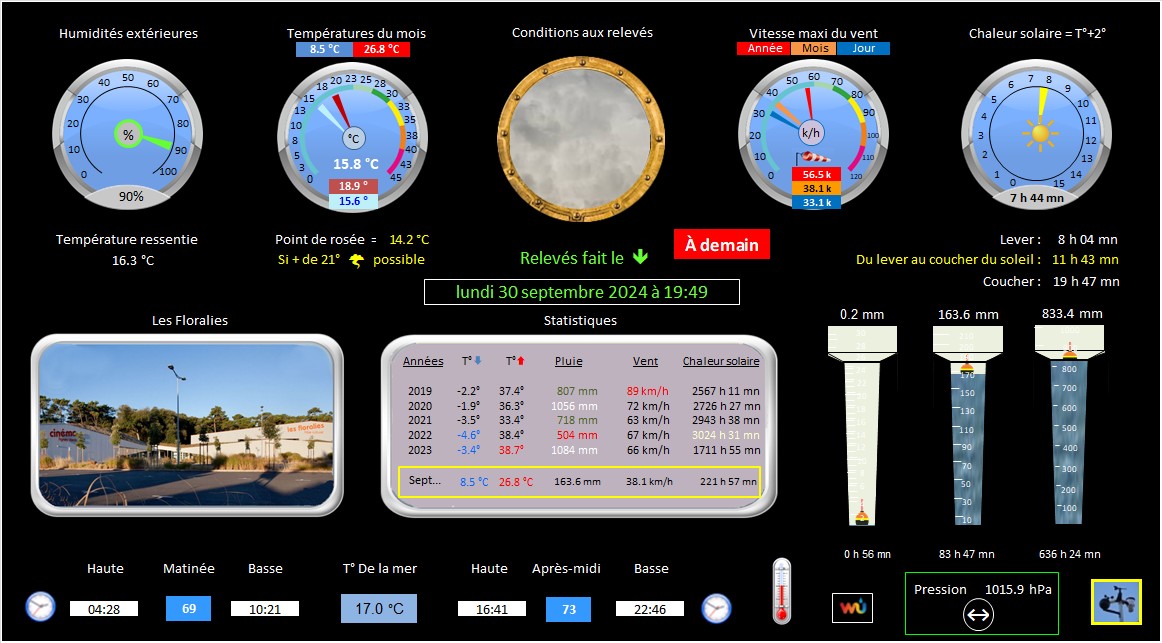 Humidités extérieures
Températures du mois
Conditions aux relevés
Vitesse maxi du vent
Chaleur solaire = T°+2°
8.5 °C 26.8 °C
Année Mois Jour
0 10 20 30 40 50 60 70 80 90 100
%
90%
0 3 5 8 10 13 15 18 20 23 25 28 30 33 35 38 40 43 45
°C
15.8 °C
18.9 °
15.6 °
0 10 20 30 40 50 60 70 80 90 100 110 120
k/h
56.5 k
38.1 k
33.1 k
0 1 2 3 4 5 6 7 8 9 10 11 12 13 14 15
7 h 44 mn
Température ressentie
16.3 °C
Point de rosée = 14.2 °C
Si + de 21° possible
Relevés fait le
À demain
Lever : 8 h 04 mn
Du lever au coucher du soleil : 11 h 43 mn
Coucher : 19 h 47 mn
lundi 30 septembre 2024 à 19:49
Les Floralies
cinéma
les floralies
Statistiques
Années T° T° Pluie Vent Chaleur solaire
2019 -2.2° 37.4° 807 mm 89 km/h 2567 h 11 mn
2020 -1.9° 36.3° 1056 mm 72 km/h 2726 h 27 mn
2021 -3.5° 33.4° 718 mm 63 km/h 2943 h 38 mn
2022 -4.6° 38.4° 504 mm 67 km/h 3024 h 31 mn
2023 -3.4° 38.7° 1084 mm 66 km/h 1711 h 55 mn
Sept... 8.5 °C 26.8 °C 163.6 mm 38.1 km/h 221 h 57 mn
0.2 mm 163.6 mm 833.4 mm
170
150
130
110
90
70
50
30
10
800
700
600
500
400
300
200
100
0 h 56 mn 83 h 47 mn 636 h 24 mn
Haute Matinée Basse T° De la mer Haute Après-midi Basse
04:28 69 10:21 17.0 °C 16:41 73 22:46
wu
Pression 1015.9 hPa